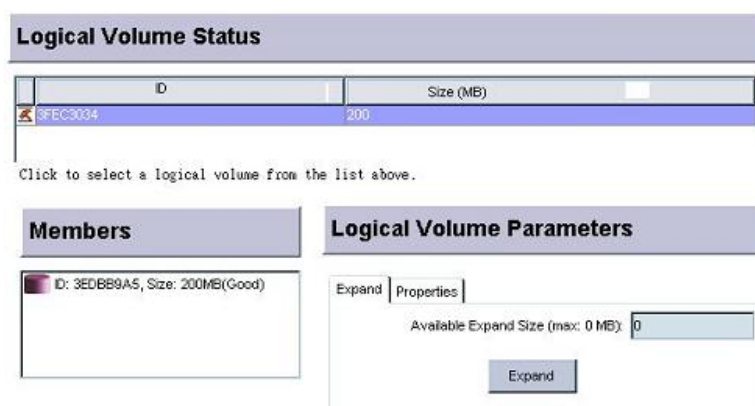 Logical Volume Status
ID Size (MB)
3FEC3034 200
Click to select a logical volume from the list above.
Members
ID: 3EDBB9A5, Size: 200MB(Good)
Logical Volume Parameters
Expand Properties
Available Expand Size (max: 0 MB): 0
Expand